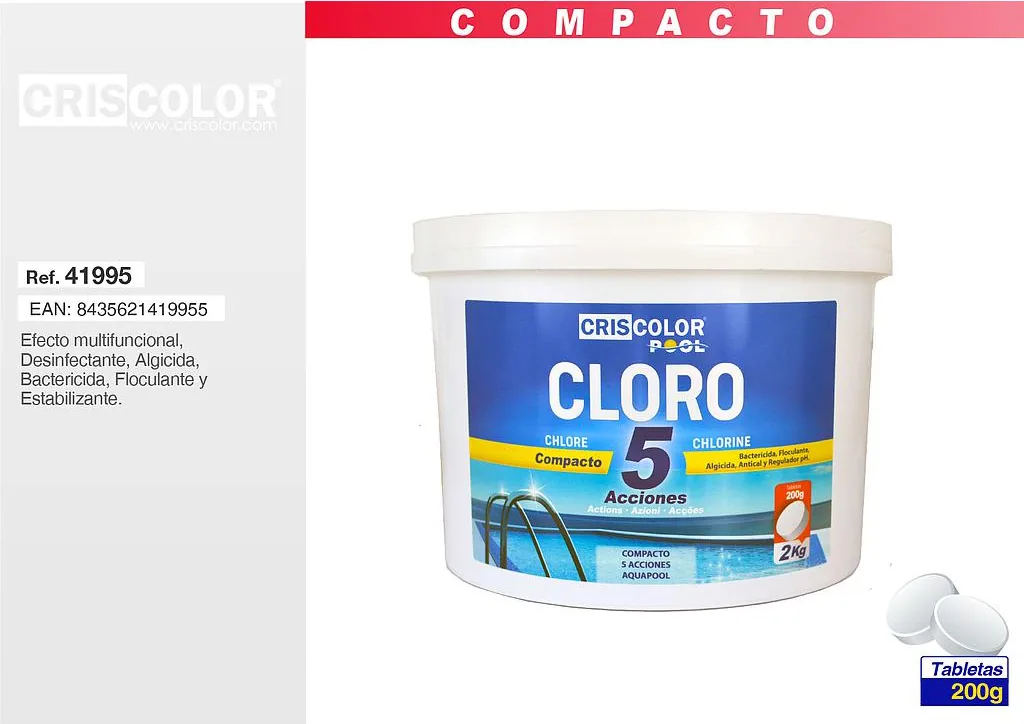 COMPACTO
CRISCOLOR®
www.criscolor.com
Ref. 41995
EAN: 8435621419955
Efecto multifuncional,
Desinfectante, Algicida,
Bactericida, Floculante y
Estabilizante.
CRISCOLOR®
POOL
CLORO
CHLORE
5
CHLORINE
Compacto
Bactericida, Floculante,
Algicida, Antical y Regulador pH.
Acciones
Actions · Azioni · Acções
Tabletas
200g
2Kg
COMPACTO
5 ACCIONES
AQUAPOOL
Tabletas
200g